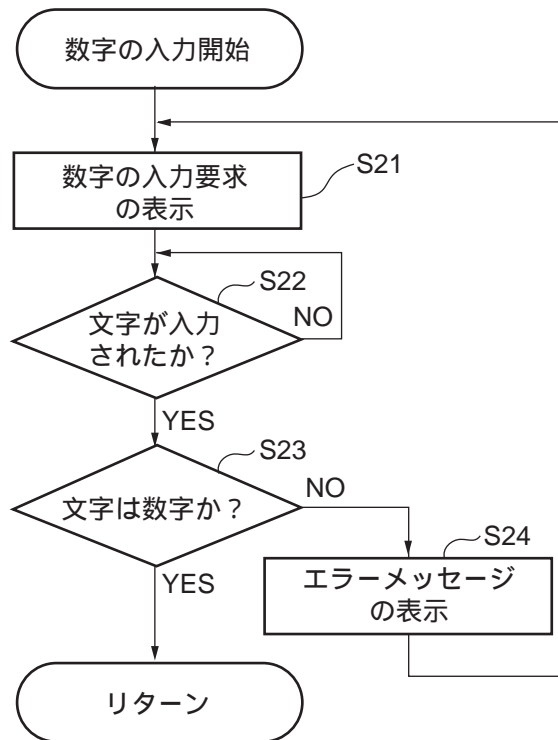 数字の入力開始
数字の入力要求
の表示
S21
S22
文字が入力
されたか？
NO
YES
S23
文字は数字か？
NO
YES
S24
エラーメッセージ
の表示
リターン